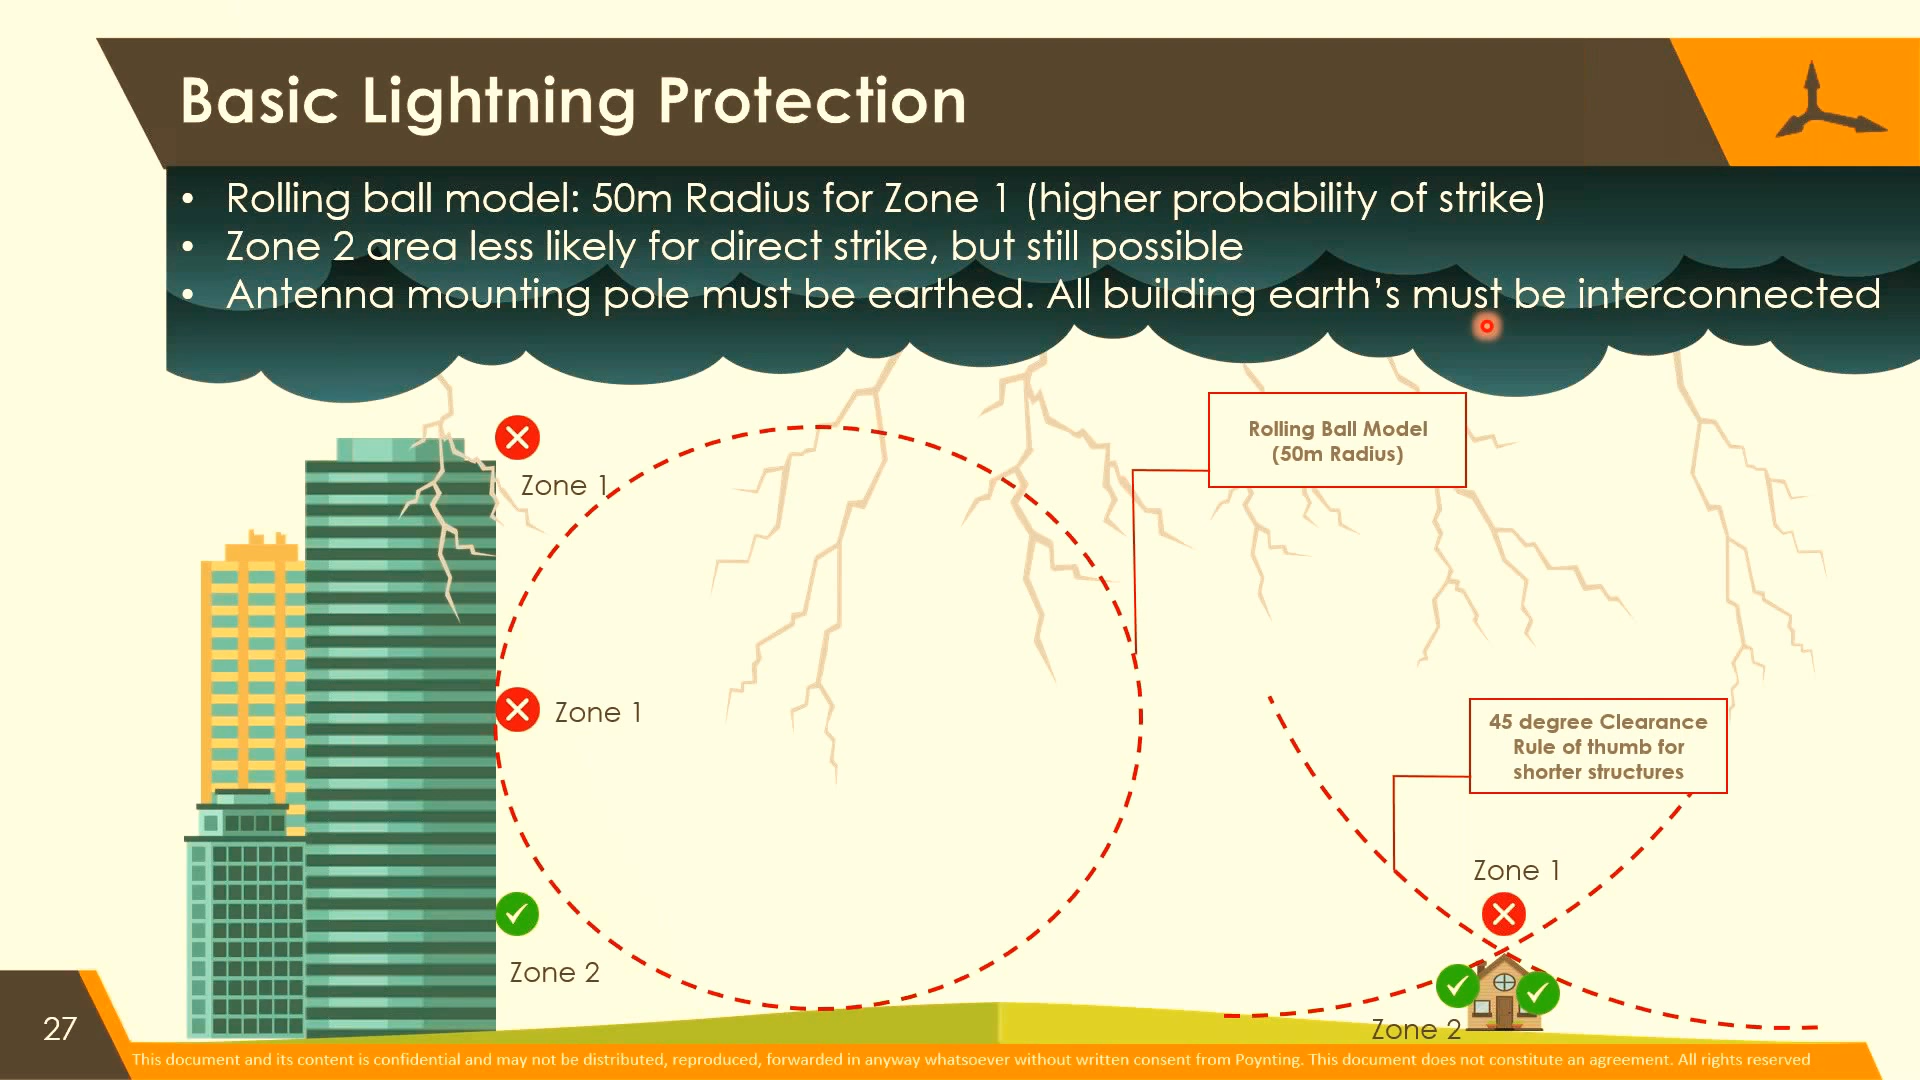 Basic Lightning Protection
• Rolling ball model: 50m Radius for Zone 1 (higher probability of strike)
• Zone 2 area less likely for direct strike, but still possible
• Antenna mounting pole must be earthed. All building earth's must be interconnected
Rolling Ball Model
(50m Radius)
Zone 1
Zone 1
45 degree Clearance
Rule of thumb for
shorter structures
Zone 1
Zone 2
Zone 2
27
This document and its content is confidential and may not be distributed, reproduced, forwarded in anyway whatsoever without written consent from Poynting. This document does not constitute an agreement. All rights reserved